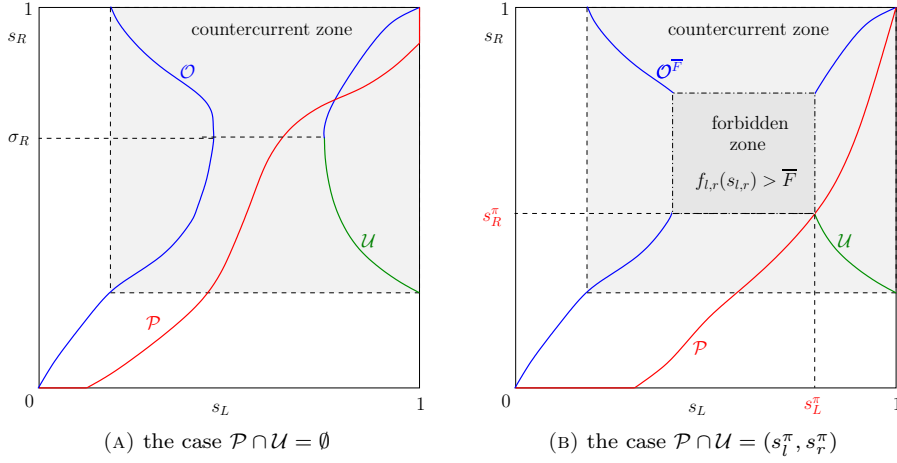 1
s_R
countercurrent zone
𝒪
σ_R
𝒰
𝒫
0
s_L
1
(A) the case 𝒫 ∩ 𝒰 = ∅
1
s_R
countercurrent zone
𝒪^F̅
forbidden
zone
f_{l,r}(s_{l,r}) > F̅
s_R^π
𝒰
𝒫
0
s_L
s_L^π
1
(B) the case 𝒫 ∩ 𝒰 = (s_l^π, s_r^π)